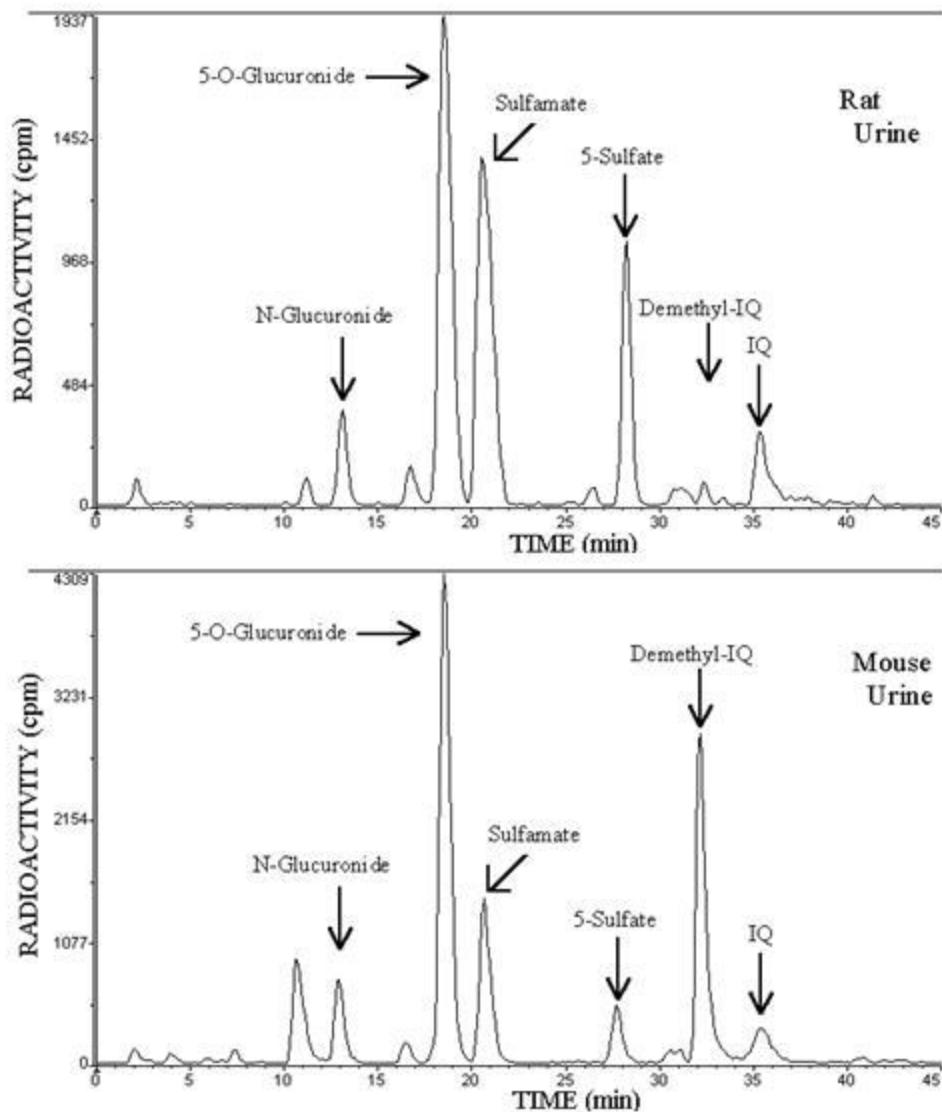 1937
5-O-Glucuronide
Sulfamate
Rat
Urine
1452
5-Sulfate
RADIOACTIVITY (cpm)
968
N-Glucuronide
Demethyl-IQ
IQ
484
0
0 5 10 15 20 25 30 35 40 45
TIME (min)
4309
5-O-Glucuronide
Demethyl-IQ
Mouse
Urine
3231
RADIOACTIVITY (cpm)
2154
Sulfamate
N-Glucuronide
5-Sulfate
IQ
1077
0
0 5 10 15 20 25 30 35 40 45
TIME (min)